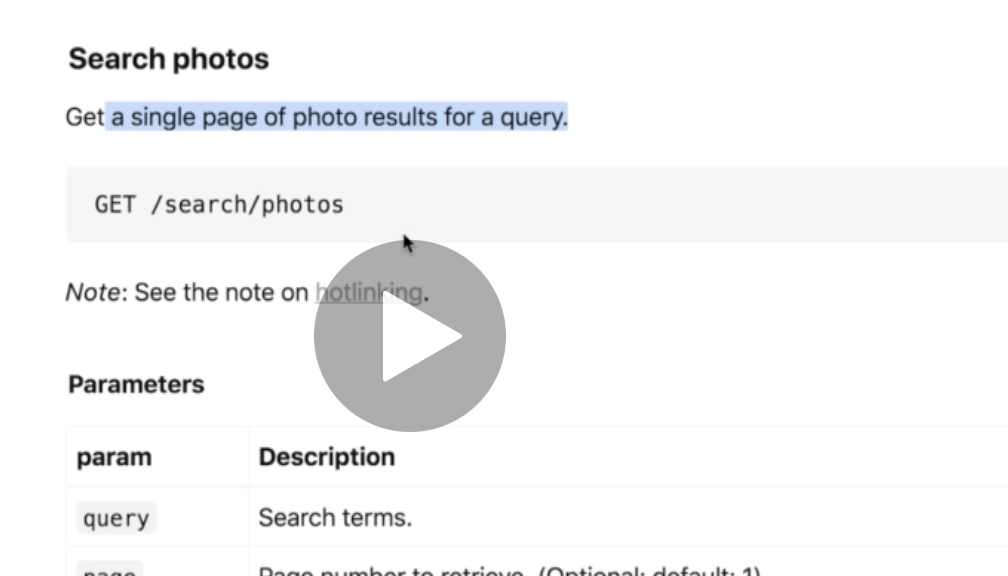 Search photos
Get a single page of photo results for a query.
GET /search/photos
Note: See the note on hotlinking.
Parameters
param Description
query Search terms.
page Page number to retrieve. (Optional; default: 1)